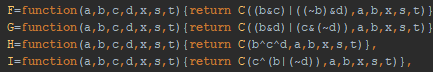 F=function(a,b,c,d,x,s,t){return C((b&c)|((~b)&d),a,b,x,s,t)}
G=function(a,b,c,d,x,s,t){return C((b&d)|(c&(~d)),a,b,x,s,t)}
H=function(a,b,c,d,x,s,t){return C(b^c^d,a,b,x,s,t)},
I=function(a,b,c,d,x,s,t){return C(c^(b|(~d)),a,b,x,s,t)},